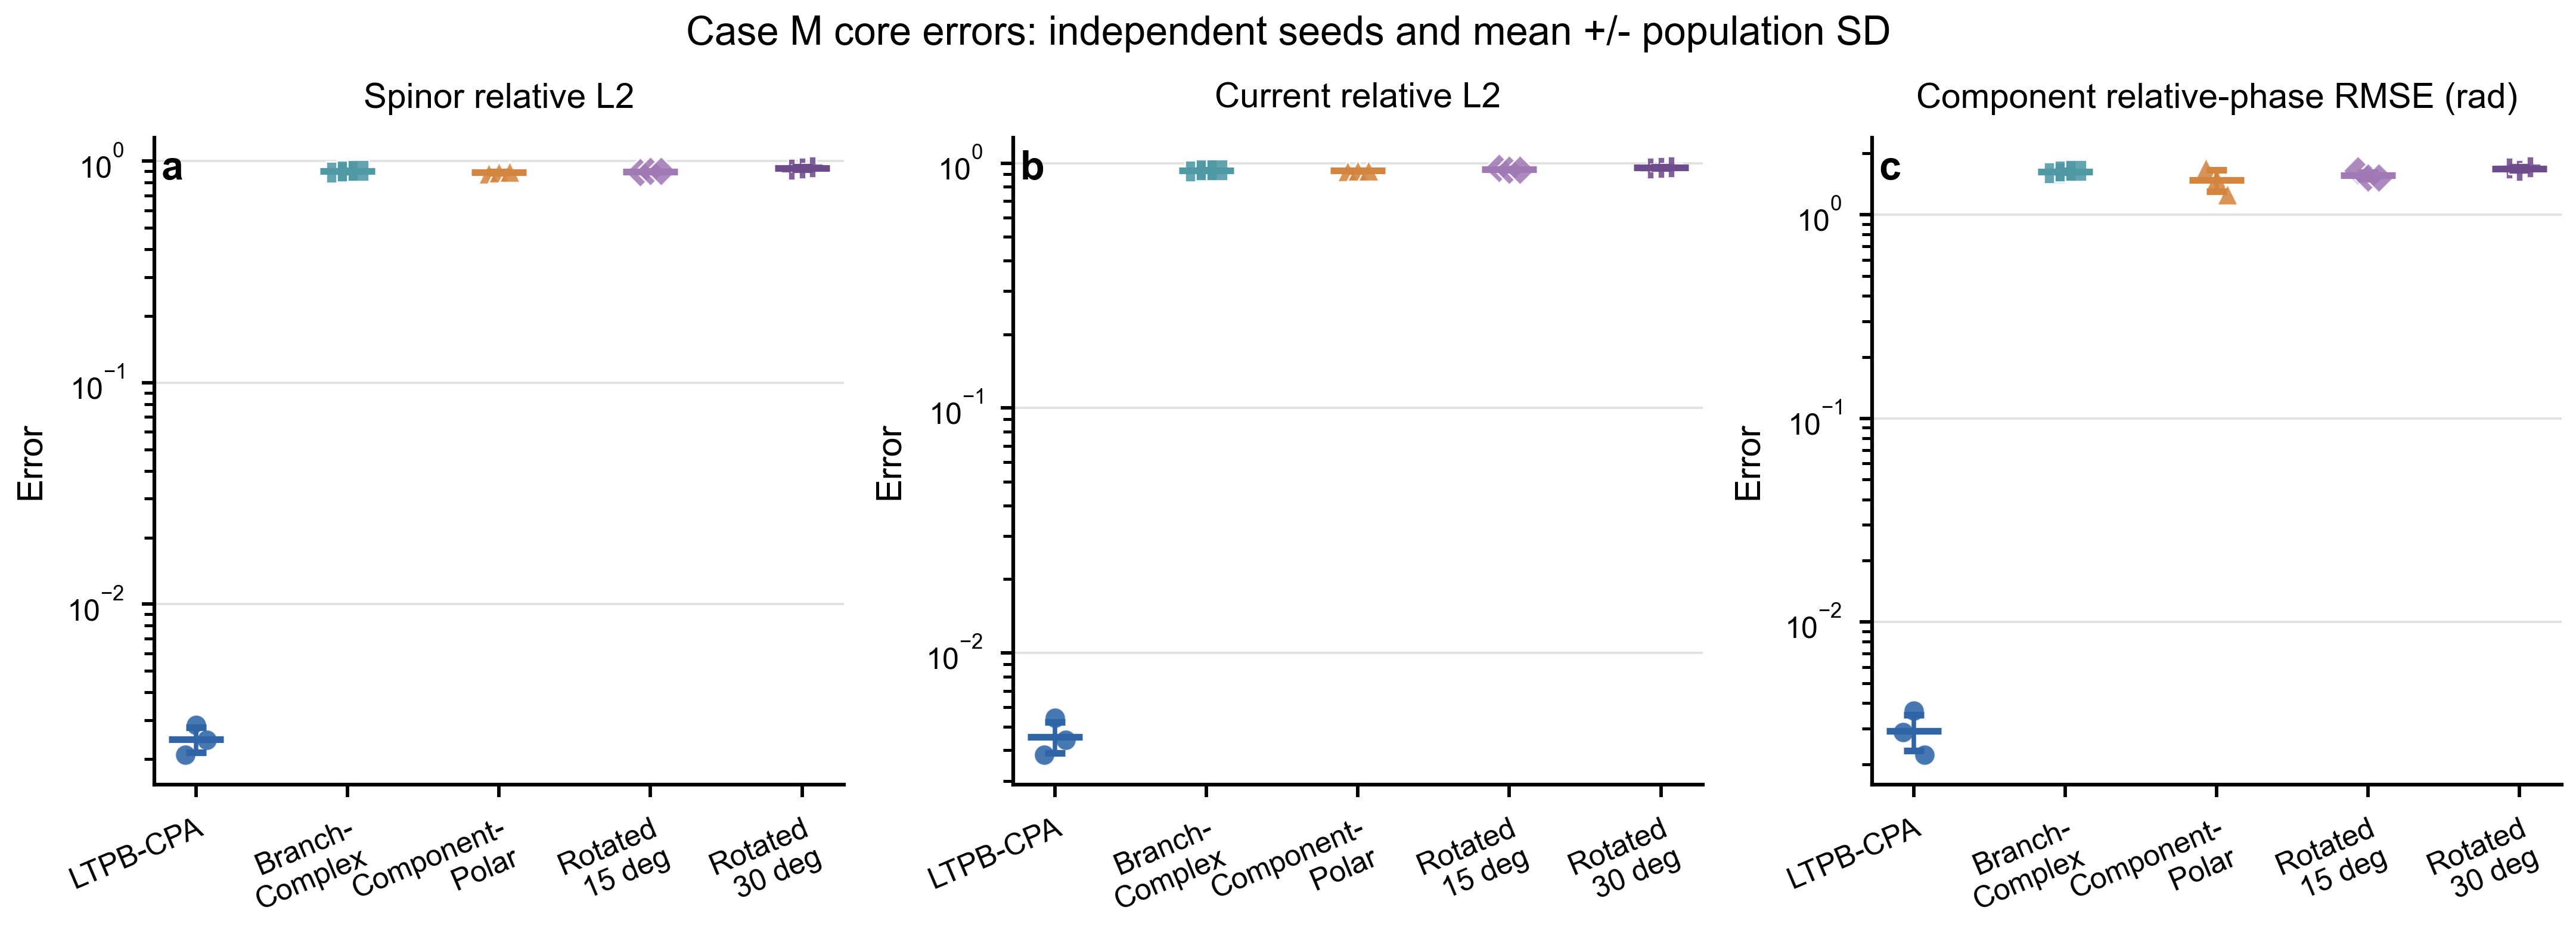 Case M core errors: independent seeds and mean +/- population SD
Spinor relative L2
a
Error
10^0
10^−1
10^−2
LTPB-CPA
Branch-
Complex
Component-
Polar
Rotated
15 deg
Rotated
30 deg
Current relative L2
b
Error
10^0
10^−1
10^−2
LTPB-CPA
Branch-
Complex
Component-
Polar
Rotated
15 deg
Rotated
30 deg
Component relative-phase RMSE (rad)
c
Error
10^0
10^−1
10^−2
LTPB-CPA
Branch-
Complex
Component-
Polar
Rotated
15 deg
Rotated
30 deg